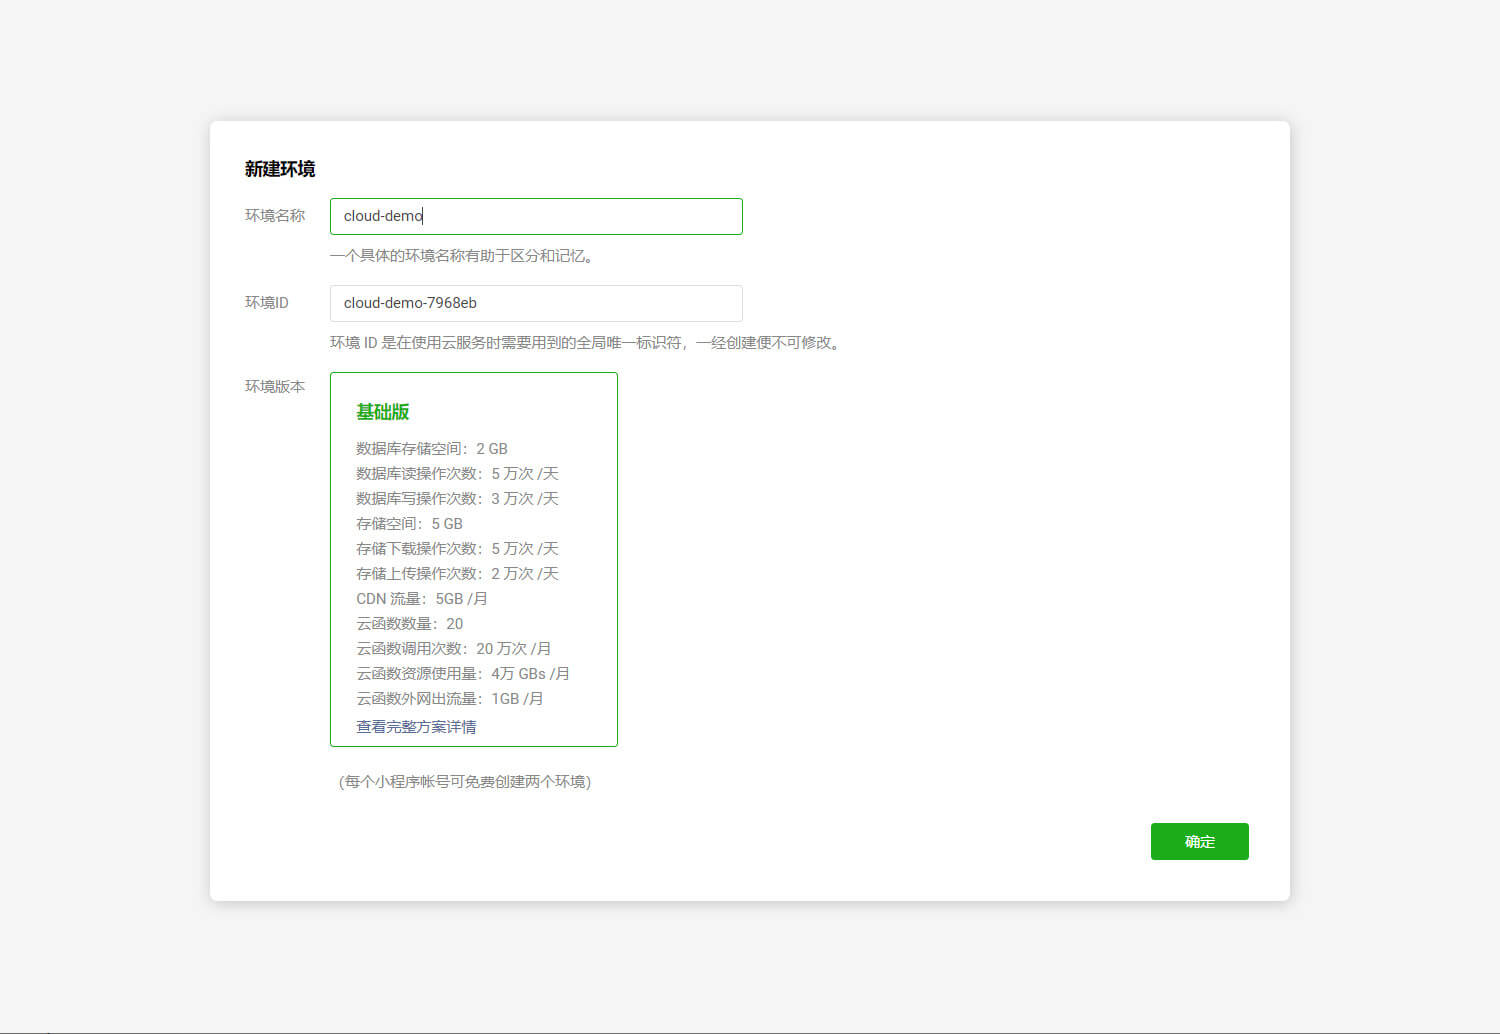 新建环境
环境名称
cloud-demo
一个具体的环境名称有助于区分和记忆。
环境ID
cloud-demo-7968eb
环境 ID 是在使用云服务时需要用到的全局唯一标识符，一经创建便不可修改。
环境版本
基础版
数据库存储空间：2 GB
数据库读操作次数：5 万次 /天
数据库写操作次数：3 万次 /天
存储空间：5 GB
存储下载操作次数：5 万次 /天
存储上传操作次数：2 万次 /天
CDN 流量：5GB /月
云函数数量：20
云函数调用次数：20 万次 /月
云函数资源使用量：4万 GBs /月
云函数外网出流量：1GB /月
查看完整方案详情
(每个小程序帐号可免费创建两个环境)
确定